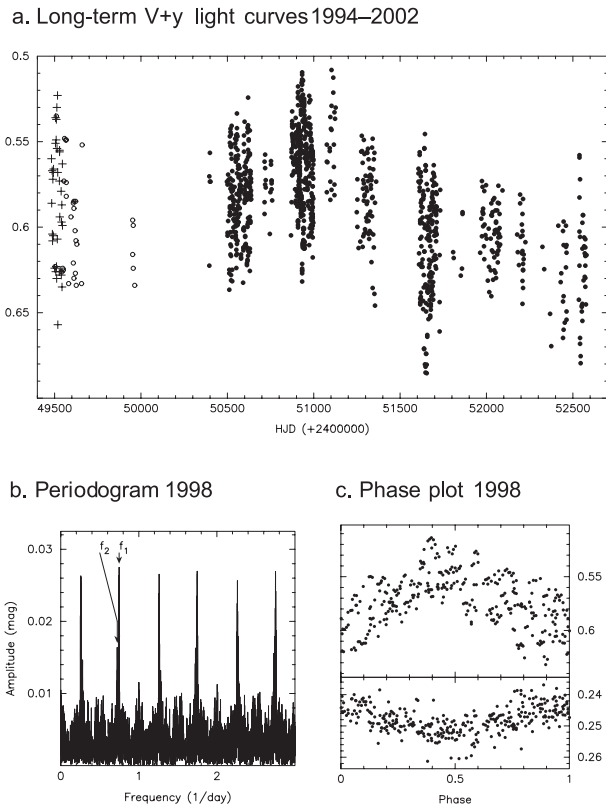 a. Long-term V+y light curves 1994–2002
0.5
0.55
0.6
0.65
49500 50000 50500 51000 51500 52000 52500
HJD (+2400000)
b. Periodogram 1998
0.03
0.02
0.01
Amplitude (mag)
f2 f1
0 1 2
Frequency (1/day)
c. Phase plot 1998
0.55
0.6
0.24
0.25
0.26
0 0.5 1
Phase